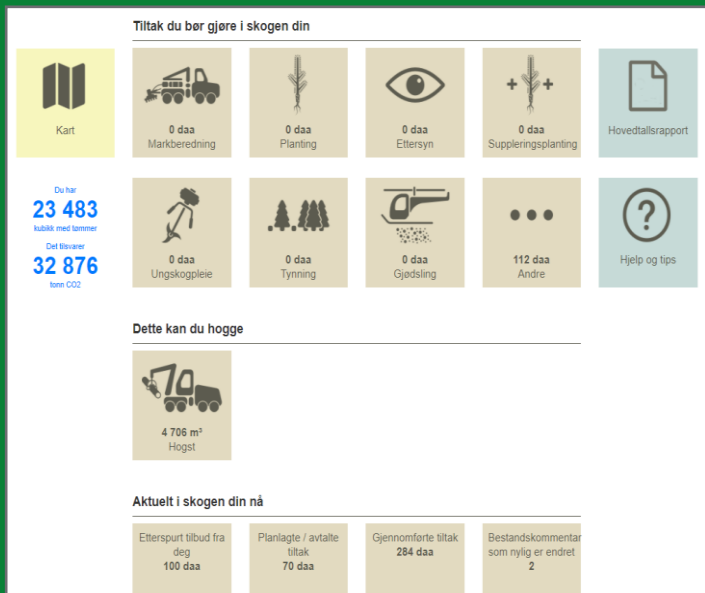 Tiltak du bør gjøre i skogen din
Kart
0 daa
Markberedning
0 daa
Planting
0 daa
Ettersyn
0 daa
Suppleringsplanting
Hovedtallsrapport
Du har
23 483
kubikk med tømmer
Det tilsvarer
32 876
tonn CO2
0 daa
Ungskogpleie
0 daa
Tynning
0 daa
Gjødsling
112 daa
Andre
Hjelp og tips
Dette kan du hogge
4 706 m³
Hogst
Aktuelt i skogen din nå
Etterspurt tilbud fra
deg
100 daa
Planlagte / avtalte
tiltak
70 daa
Gjennomførte tiltak
284 daa
Bestandskommentar
som nylig er endret
2